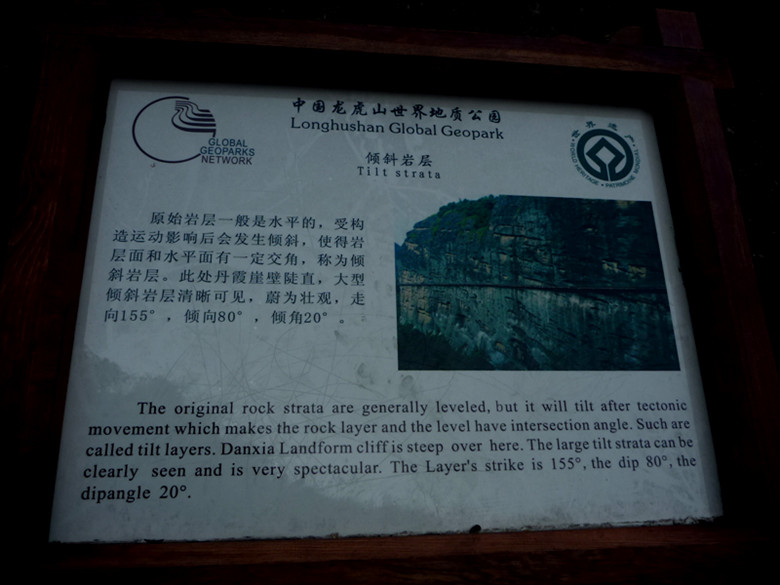 中国龙虎山世界地质公园
Longhushan Global Geopark
GLOBAL
GEOPARKS
NETWORK
倾斜岩层
Tilt strata
世界遗产
WORLD HERITAGE • PATRIMOINE MONDIAL
原始岩层一般是水平的，受构
造运动影响后会发生倾斜，使得岩
层面和水平面有一定交角，称为倾
斜岩层。此处丹霞崖壁陡直，大型
倾斜岩层清晰可见，蔚为壮观，走
向155°，倾向80°，倾角20°。
The original rock strata are generally leveled, but it will tilt after tectonic
movement which makes the rock layer and the level have intersection angle. Such are
called tilt layers. Danxia Landform cliff is steep over here. The large tilt strata can be
clearly seen and is very spectacular. The Layer's strike is 155°, the dip 80°, the
dipangle 20°.